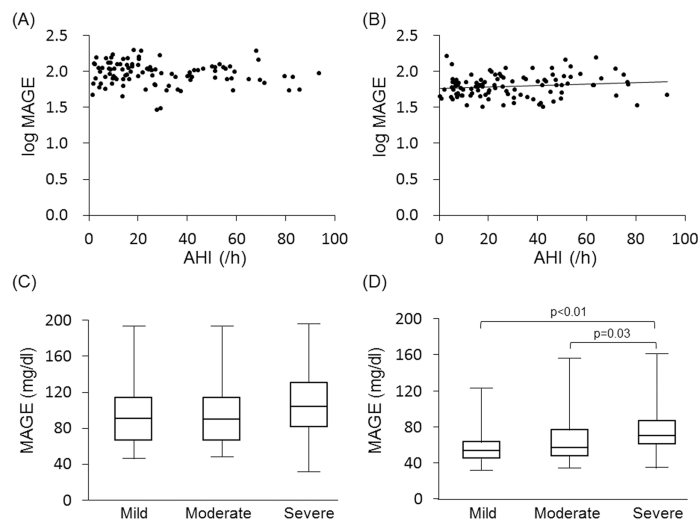 (A)
2.5
2.0
1.5
1.0
0.5
0.0
log MAGE
0 20 40 60 80 100
AHI (/h)
(B)
2.5
2.0
1.5
1.0
0.5
0.0
log MAGE
0 20 40 60 80 100
AHI (/h)
(C)
200
160
120
80
40
0
MAGE (mg/dl)
Mild Moderate Severe
(D)
200
160
120
80
40
0
MAGE (mg/dl)
p<0.01
p=0.03
Mild Moderate Severe